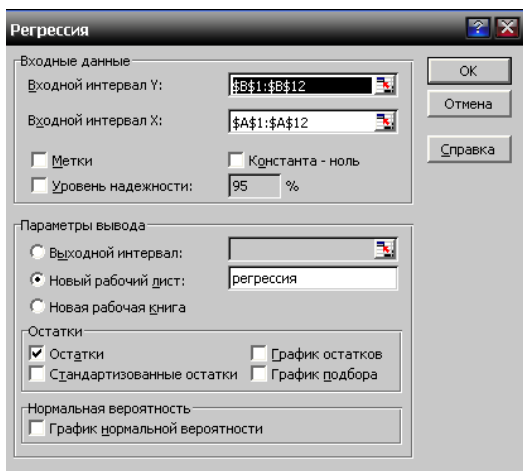 Регрессия
Входные данные
Входной интервал Y: $B$1:$B$12
Входной интервал X: $A$1:$A$12
Метки Константа - ноль
Уровень надежности: 95 %
OK
Отмена
Справка
Параметры вывода
Выходной интервал:
Новый рабочий лист: регрессия
Новая рабочая книга
Остатки
Остатки График остатков
Стандартизованные остатки График подбора
Нормальная вероятность
График нормальной вероятности